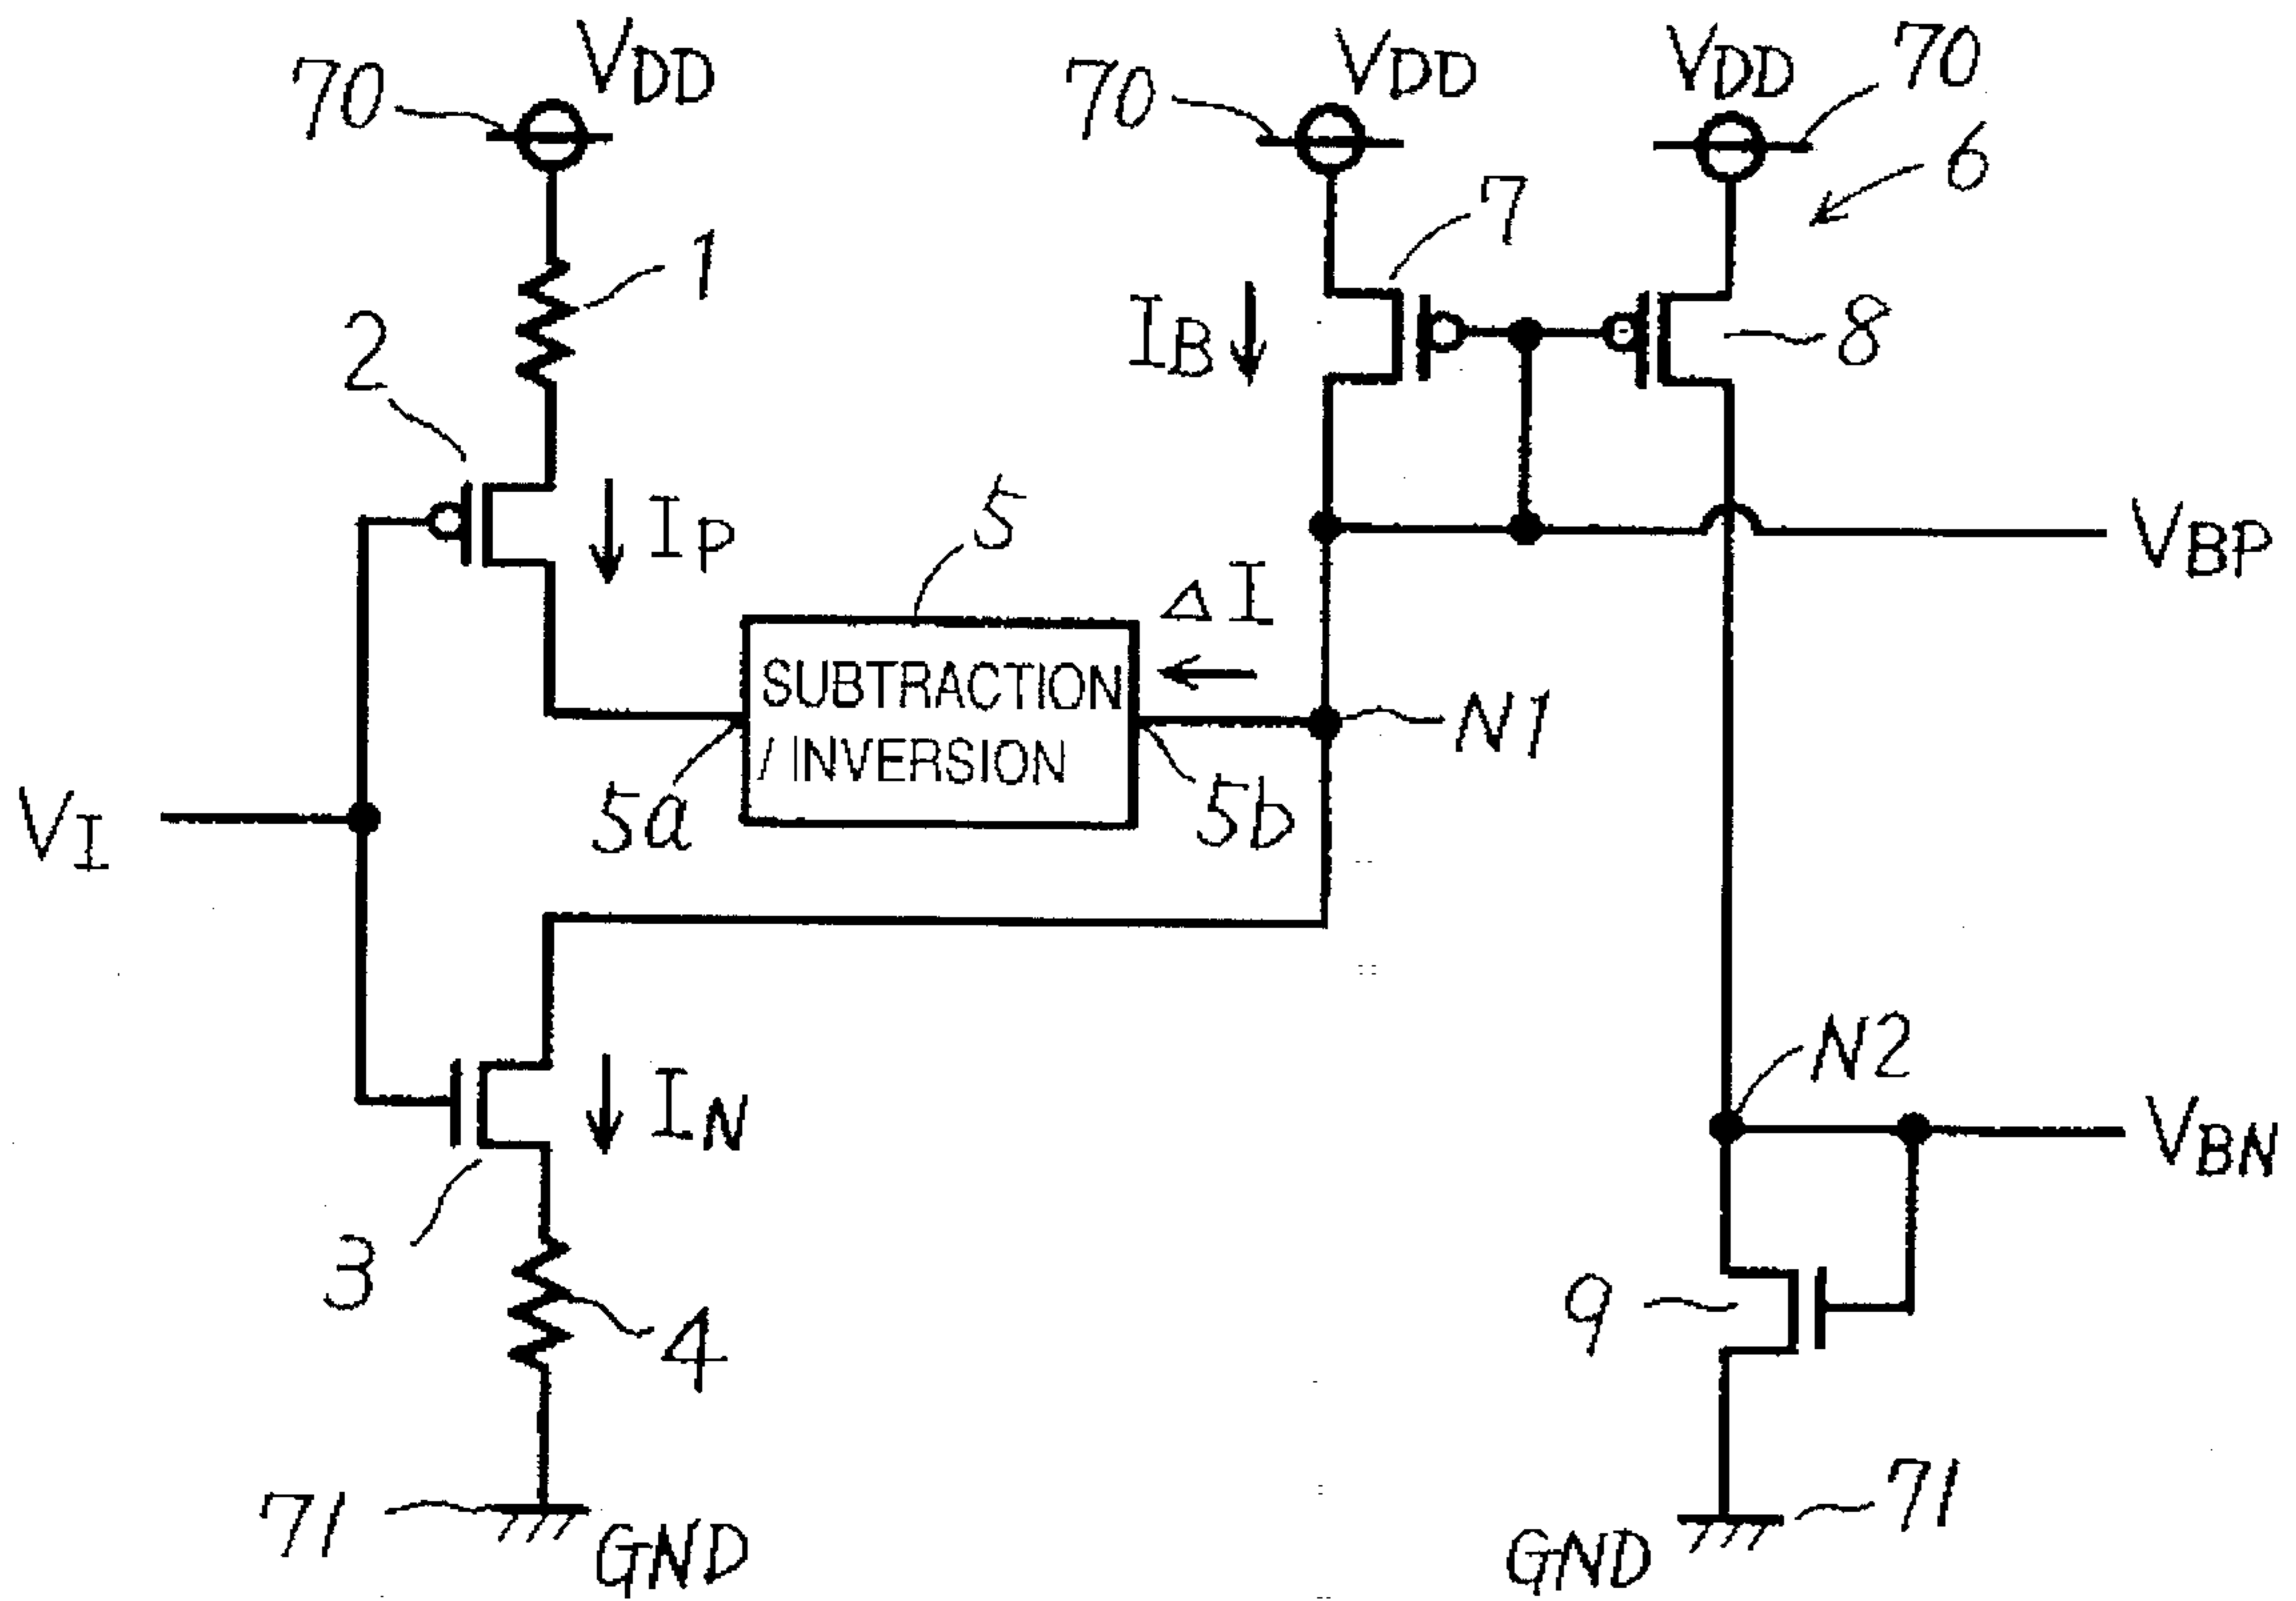 70 VDD 70 VDD VDD 70
6
7
1
2
IB
8
5
IP
VBP
ΔI
SUBTRACTION
/ INVERSION
N1
VI
5a
5b
N2
IN
VBN
3
9
4
71
GND
GND
71